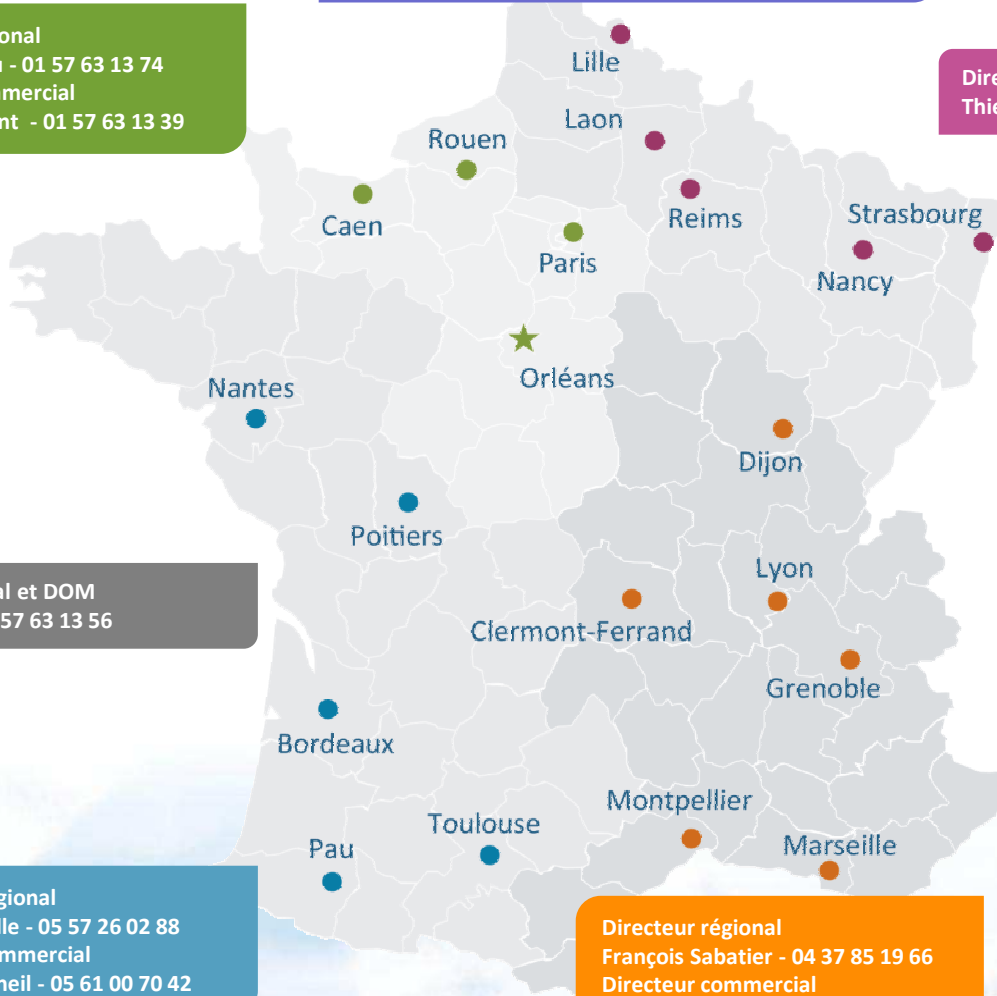 onal
- 01 57 63 13 74
mmercial
nt - 01 57 63 13 39
Dire
Thie
Lille
Laon
Rouen
Reims
Caen
Strasbourg
Paris
Nancy
Orléans
Nantes
Dijon
Poitiers
Lyon
al et DOM
57 63 13 56
Clermont-Ferrand
Grenoble
Bordeaux
Montpellier
Toulouse
Marseille
Pau
gional
lle - 05 57 26 02 88
ommercial
neil - 05 61 00 70 42
Directeur régional
François Sabatier - 04 37 85 19 66
Directeur commercial